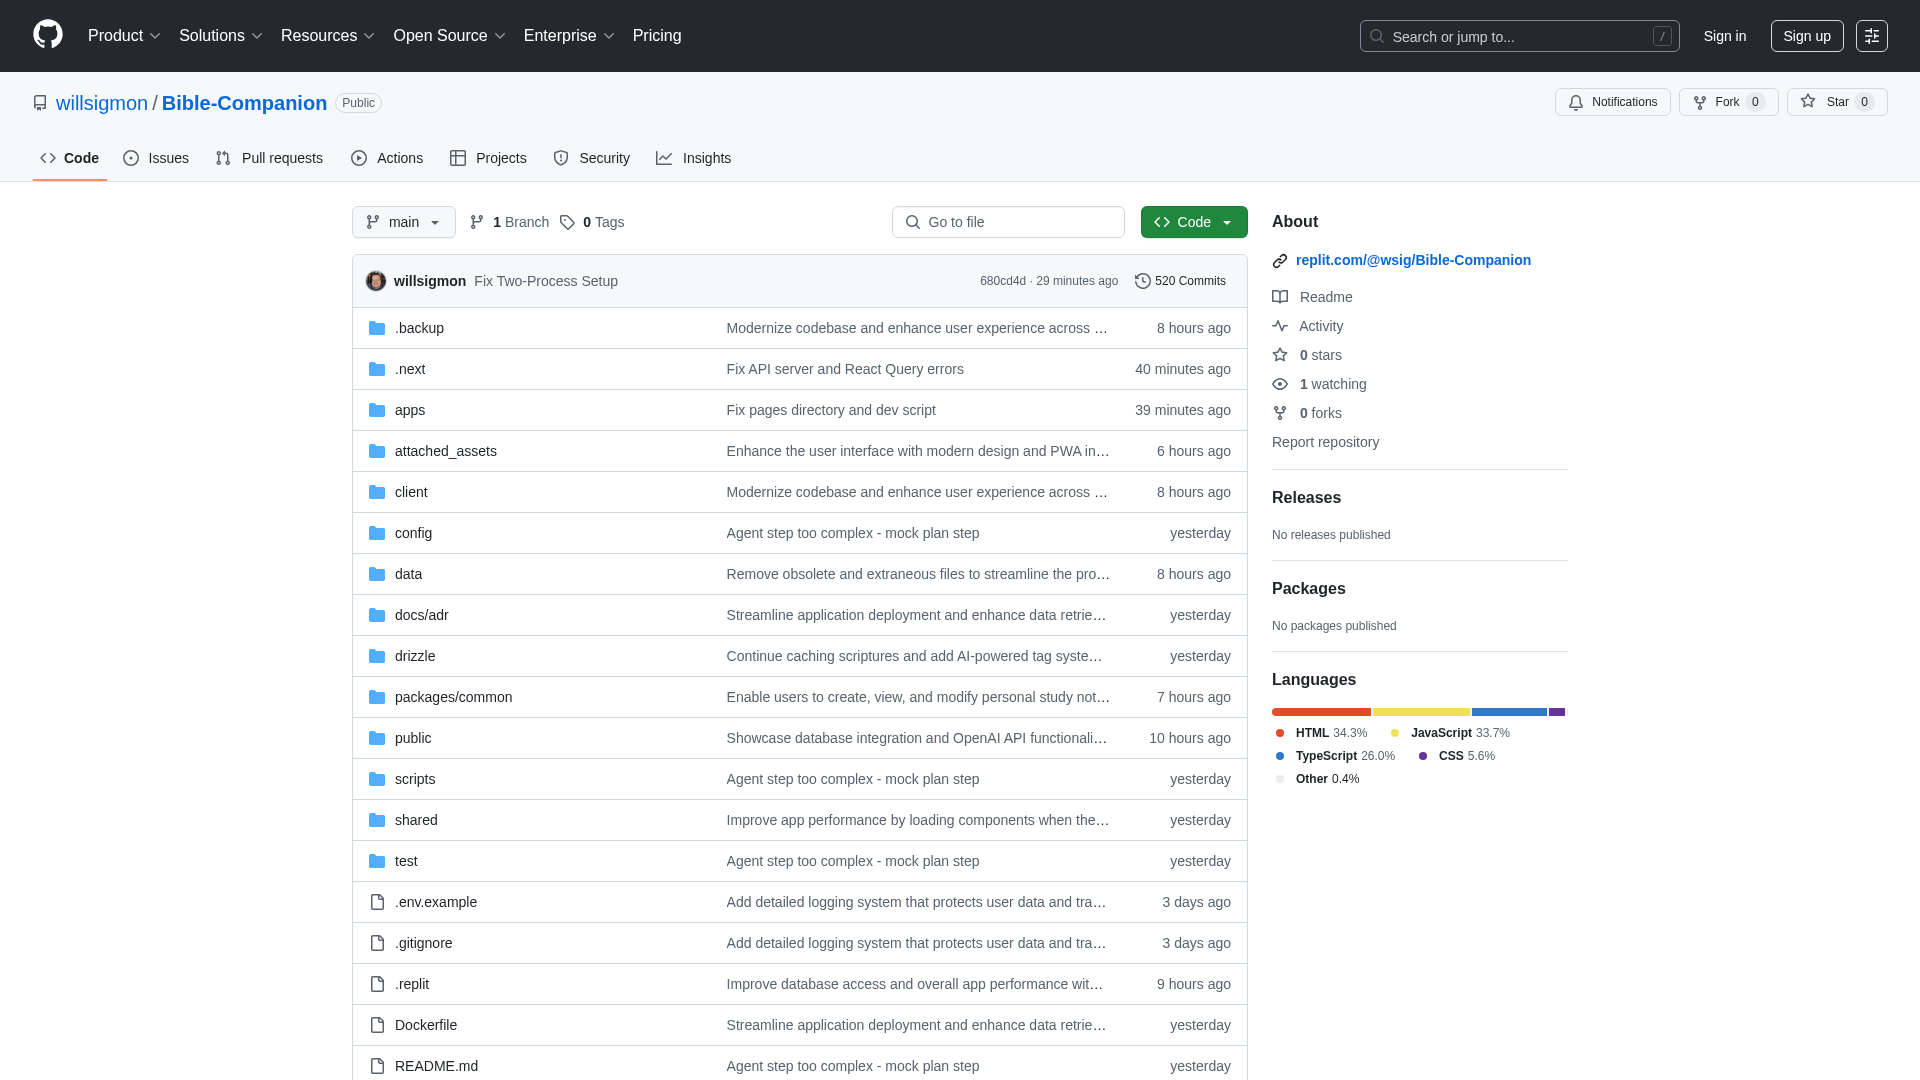 Product Solutions Resources Open Source Enterprise Pricing Search or jump to... / Sign in Sign up
willsigmon / Bible-Companion Public Notifications Fork 0 Star 0
Code Issues Pull requests Actions Projects Security Insights
main 1 Branch 0 Tags Go to file Code
willsigmon Fix Two-Process Setup 680cd4d · 29 minutes ago 520 Commits
.backup Modernize codebase and enhance user experience across … 8 hours ago
.next Fix API server and React Query errors 40 minutes ago
apps Fix pages directory and dev script 39 minutes ago
attached_assets Enhance the user interface with modern design and PWA in… 6 hours ago
client Modernize codebase and enhance user experience across … 8 hours ago
config Agent step too complex - mock plan step yesterday
data Remove obsolete and extraneous files to streamline the pro… 8 hours ago
docs/adr Streamline application deployment and enhance data retrie… yesterday
drizzle Continue caching scriptures and add AI-powered tag syste… yesterday
packages/common Enable users to create, view, and modify personal study not… 7 hours ago
public Showcase database integration and OpenAI API functionali… 10 hours ago
scripts Agent step too complex - mock plan step yesterday
shared Improve app performance by loading components when the… yesterday
test Agent step too complex - mock plan step yesterday
.env.example Add detailed logging system that protects user data and tra… 3 days ago
.gitignore Add detailed logging system that protects user data and tra… 3 days ago
.replit Improve database access and overall app performance wit… 9 hours ago
Dockerfile Streamline application deployment and enhance data retrie… yesterday
README.md Agent step too complex - mock plan step yesterday
About
replit.com/@wsig/Bible-Companion
Readme
Activity
0 stars
1 watching
0 forks
Report repository
Releases
No releases published
Packages
No packages published
Languages
HTML 34.3% JavaScript 33.7%
TypeScript 26.0% CSS 5.6%
Other 0.4%